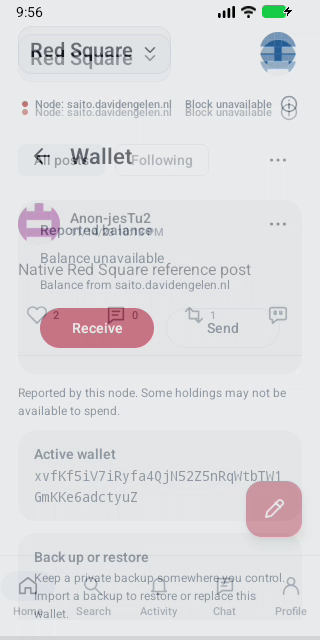 9:56
Red Square
Node: saito.davidengelen.nl Block unavailable
Wallet
All posts Following
Anon-jesTu2
Reported balance
Balance unavailable
Native Red Square reference post
Balance from saito.davidengelen.nl
2 0 1
Receive Send
Reported by this node. Some holdings may not be
available to spend.
Active wallet
xvfKf5iV7iRyfa4QjN52Z5nRqWtbTW1
GmKKe6adctyuZ
Back up or restore
Keep a private backup somewhere you control.
Import a backup to restore or replace this
wallet.
Home Search Activity Chat Profile